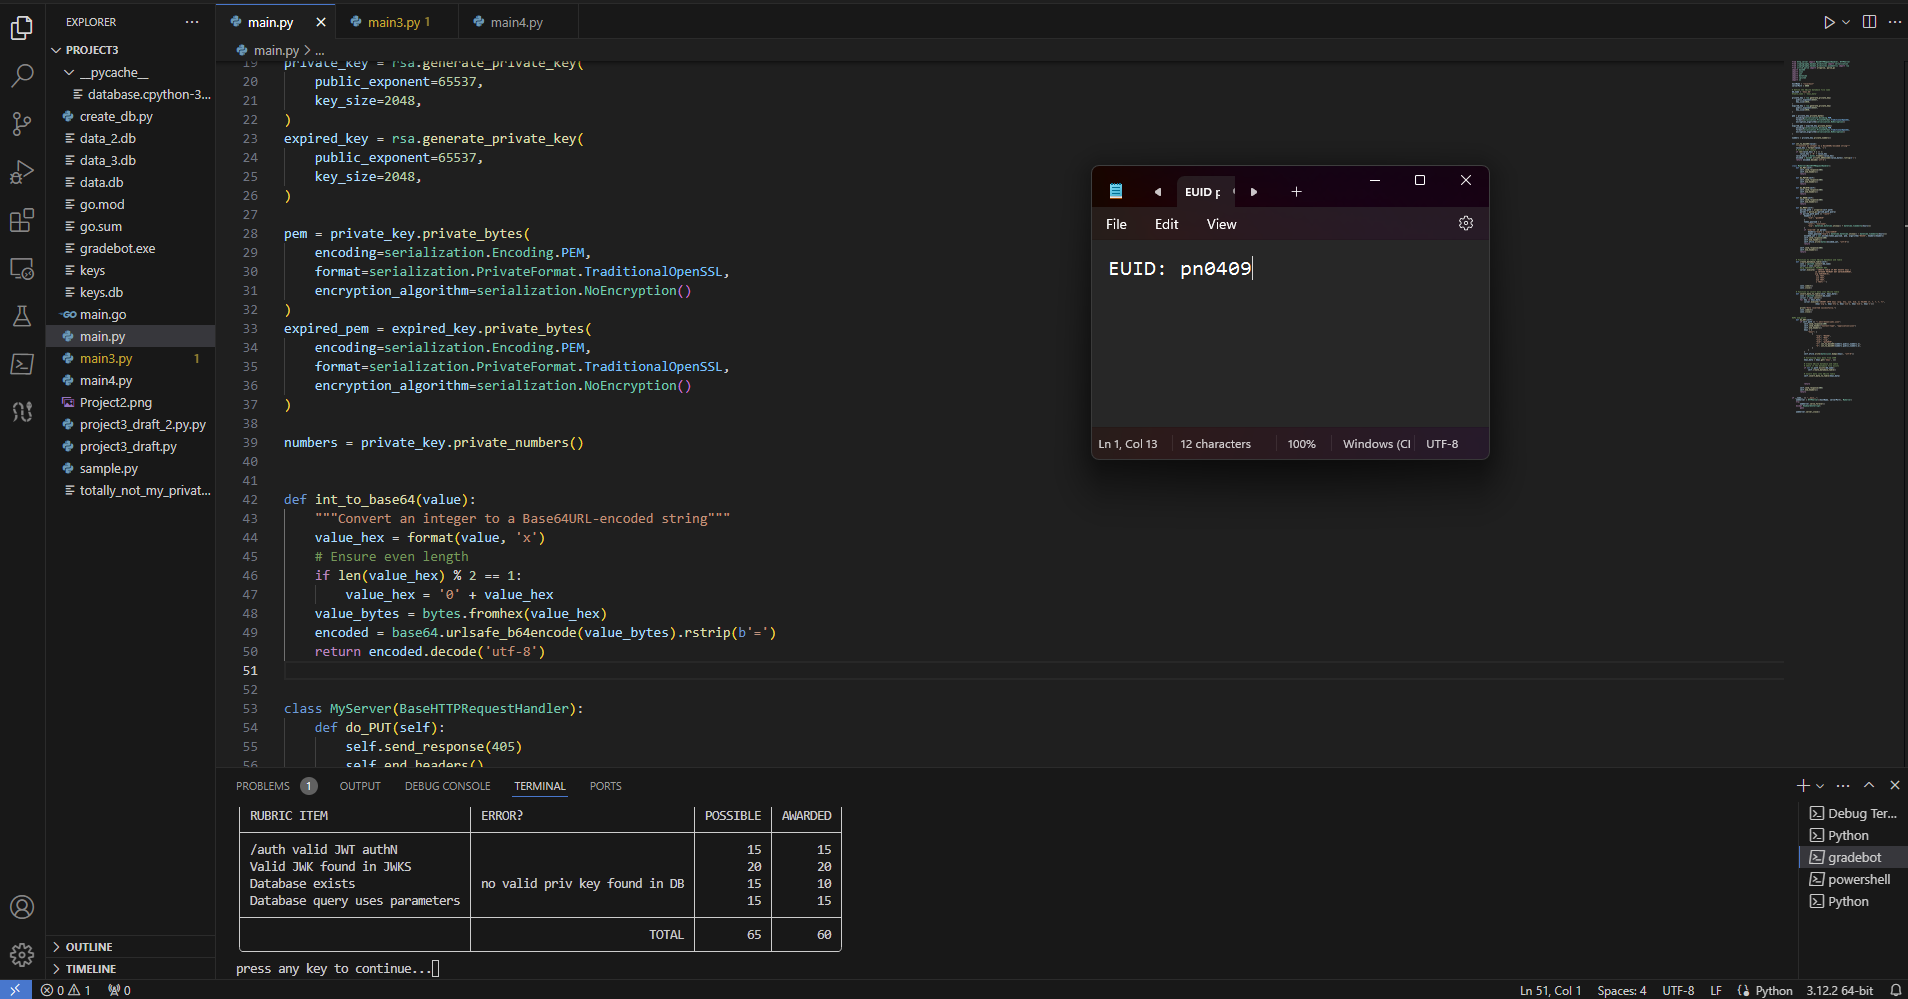 EXPLORER
PROJECT3
__pycache__
database.cpython-3...
create_db.py
data_2.db
data_3.db
data.db
go.mod
go.sum
gradebot.exe
keys
keys.db
main.go
main.py
main3.py 1
main4.py
Project2.png
project3_draft_2.py.py
project3_draft.py
sample.py
totally_not_my_privat...
OUTLINE
TIMELINE
main.py main3.py 1 main4.py
main.py > ...
19 private_key = rsa.generate_private_key(
20 public_exponent=65537,
21 key_size=2048,
22 )
23 expired_key = rsa.generate_private_key(
24 public_exponent=65537,
25 key_size=2048,
26 )
27
28 pem = private_key.private_bytes(
29 encoding=serialization.Encoding.PEM,
30 format=serialization.PrivateFormat.TraditionalOpenSSL,
31 encryption_algorithm=serialization.NoEncryption()
32 )
33 expired_pem = expired_key.private_bytes(
34 encoding=serialization.Encoding.PEM,
35 format=serialization.PrivateFormat.TraditionalOpenSSL,
36 encryption_algorithm=serialization.NoEncryption()
37 )
38
39 numbers = private_key.private_numbers()
40
41
42 def int_to_base64(value):
43 """Convert an integer to a Base64URL-encoded string"""
44 value_hex = format(value, 'x')
45 # Ensure even length
46 if len(value_hex) % 2 == 1:
47 value_hex = '0' + value_hex
48 value_bytes = bytes.fromhex(value_hex)
49 encoded = base64.urlsafe_b64encode(value_bytes).rstrip(b'=')
50 return encoded.decode('utf-8')
51
52
53 class MyServer(BaseHTTPRequestHandler):
54 def do_PUT(self):
55 self.send_response(405)
56 self.end_headers()
EUID p
File Edit View
EUID: pn0409
Ln 1, Col 13 12 characters 100% Windows (Cl UTF-8
PROBLEMS 1 OUTPUT DEBUG CONSOLE TERMINAL PORTS
RUBRIC ITEM ERROR? POSSIBLE AWARDED
/auth valid JWT authN 15 15
Valid JWK found in JWKS 20 20
Database exists no valid priv key found in DB 15 10
Database query uses parameters 15 15
TOTAL 65 60
press any key to continue...
Debug Ter...
Python
gradebot
powershell
Python
0 1 0 Ln 51, Col 1 Spaces: 4 UTF-8 LF Python 3.12.2 64-bit